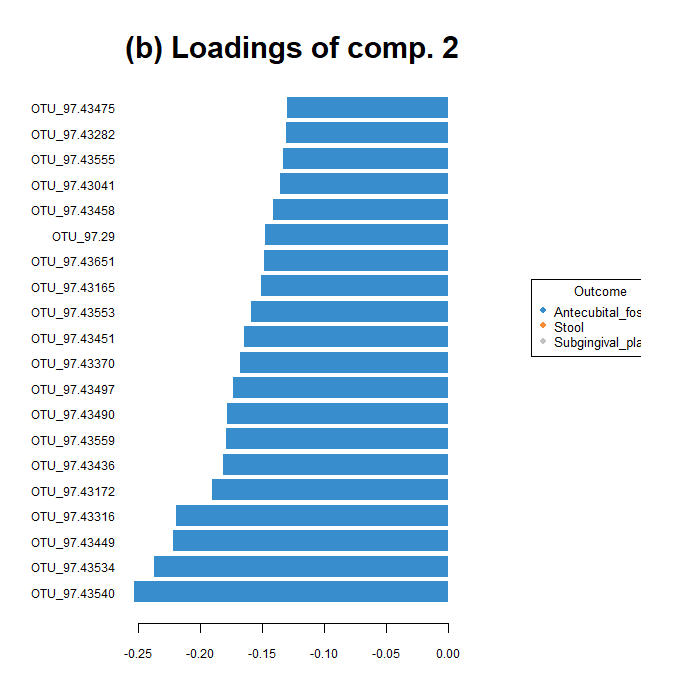 (b) Loadings of comp. 2
OTU_97.43475
OTU_97.43282
OTU_97.43555
OTU_97.43041
OTU_97.43458
OTU_97.29
OTU_97.43651
OTU_97.43165
OTU_97.43553
OTU_97.43451
OTU_97.43370
OTU_97.43497
OTU_97.43490
OTU_97.43559
OTU_97.43436
OTU_97.43172
OTU_97.43316
OTU_97.43449
OTU_97.43534
OTU_97.43540
-0.25 -0.20 -0.15 -0.10 -0.05 0.00
Outcome
Antecubital_fos
Stool
Subgingival_pla